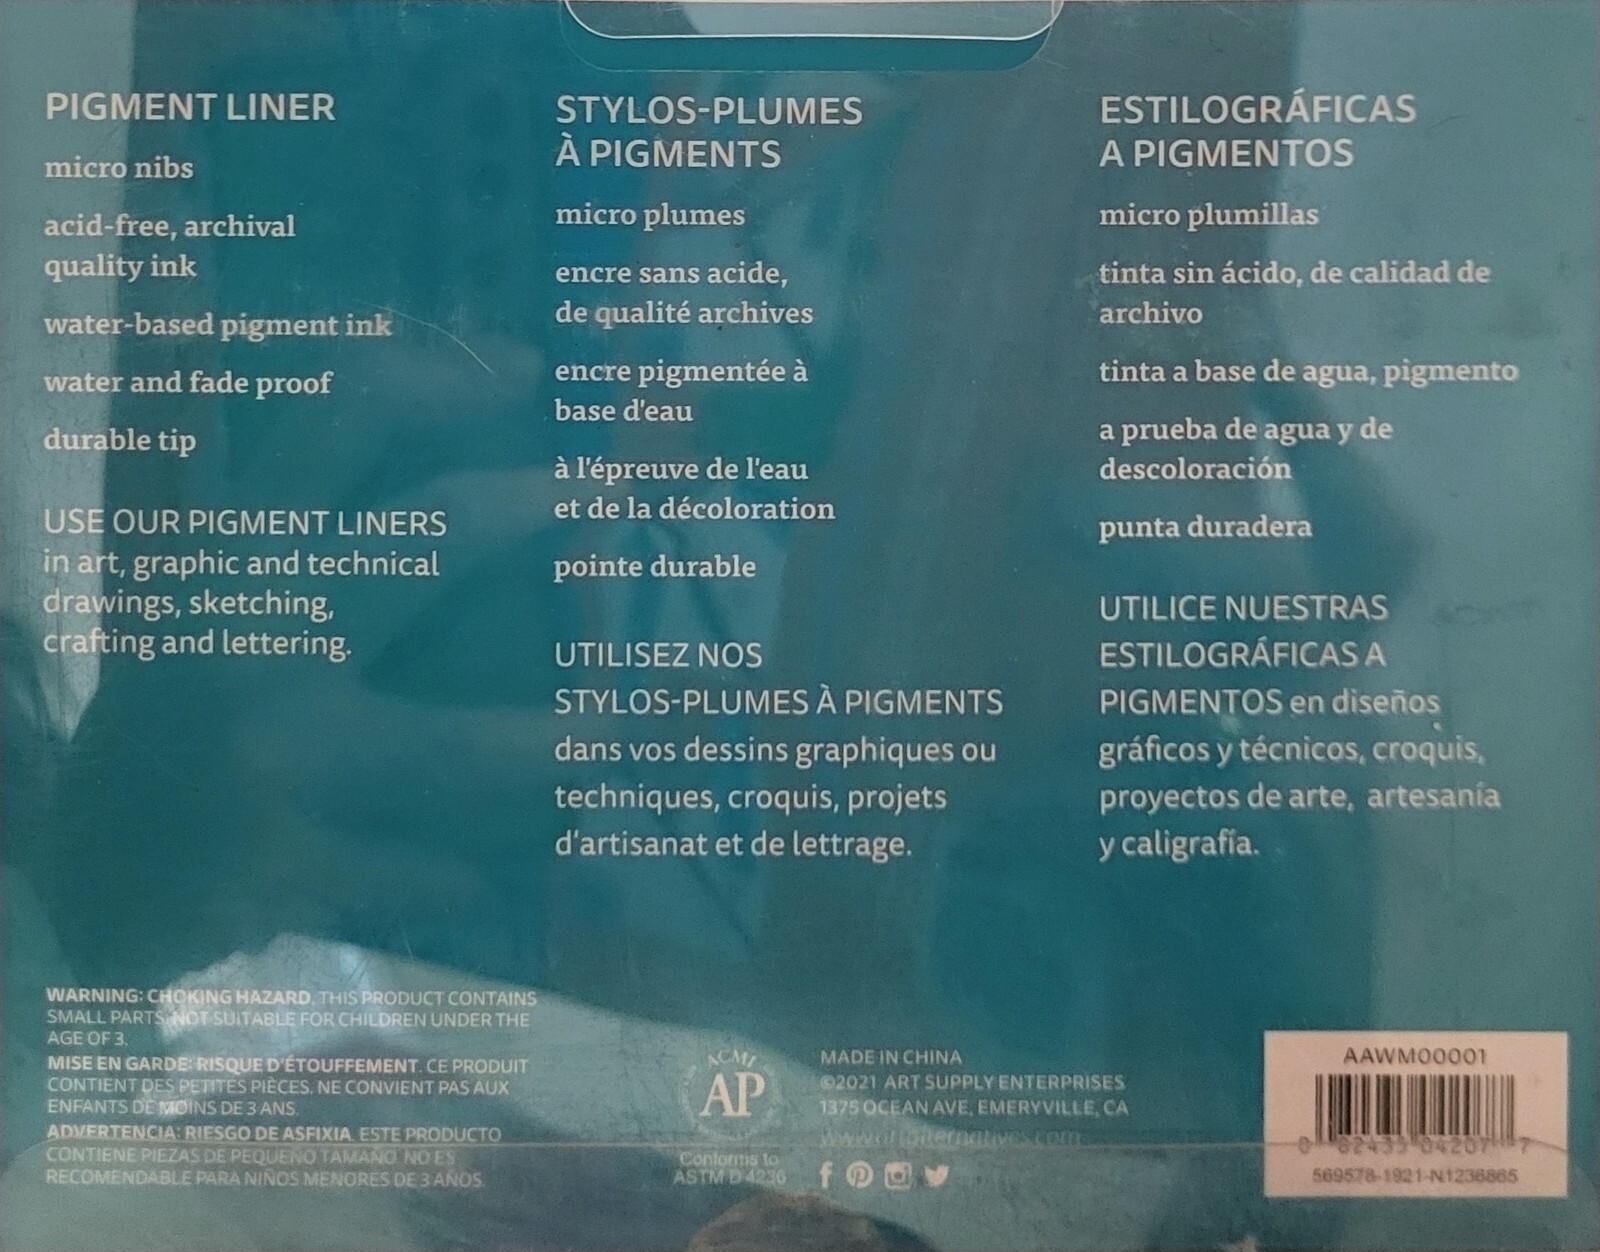 PIGMENT LINER
micro nibs
acid-free, archival
quality ink
water-based pigment ink
water and fade proof
durable tip
USE OUR PIGMENT LINERS
in art, graphic and technical
drawings, sketching,
crafting and lettering.
STYLOS-PLUMES
À PIGMENTS
micro plumes
encre sans acide,
de qualité archives
encre pigmentée à
base d'eau
à l'épreuve de l'eau
et de la décoloration
pointe durable
UTILISEZ NOS
STYLOS-PLUMES À PIGMENTS
dans vos dessins graphiques ou
techniques, croquis, projets
d'artisanat et de lettrage.
ESTILOGRÁFICAS
A PIGMENTOS
micro plumillas
tinta sin ácido, de calidad de
archivo
tinta a base de agua, pigmento
a prueba de agua y de
descoloración
punta duradera
UTILICE NUESTRAS
ESTILOGRÁFICAS A
PIGMENTOS en diseños
gráficos y técnicos, croquis,
proyectos de arte, artesanía
y caligrafía.
WARNING: CHOKING HAZARD. THIS PRODUCT CONTAINS
SMALL PARTS. NOT SUITABLE FOR CHILDREN UNDER THE
AGE OF 3.
MISE EN GARDE: RISQUE D'ÉTOUFFEMENT. CE PRODUIT
CONTIENT DES PETITES PIÈCES. NE CONVIENT PAS AUX
ENFANTS DE MOINS DE 3 ANS.
ADVERTENCIA: RIESGO DE ASFIXIA. ESTE PRODUCTO
CONTIENE PIEZAS DE PEQUEÑO TAMAÑO. NO ES
RECOMENDABLE PARA NIÑOS MENORES DE 3 AÑOS.
ACMI
AP
Conforms to
ASTM D 4236
MADE IN CHINA
©2021 ART SUPPLY ENTERPRISES
1375 OCEAN AVE, EMERYVILLE, CA
www.artalternatives.com
AAWM00001
0 82435 04207 7
569578-1921-N1236865